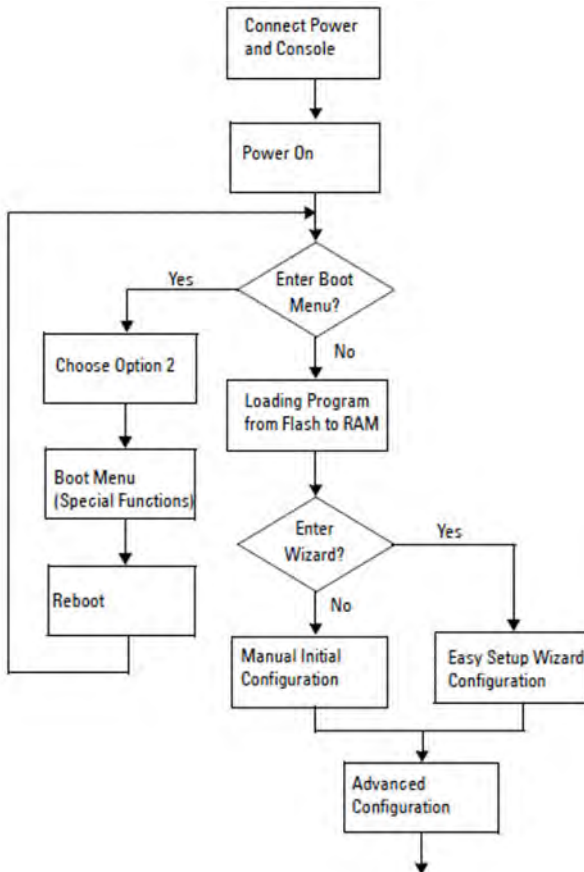 Connect Power
and Console
Power On
Enter Boot
Menu?
Yes
No
Choose Option 2
Loading Program
from Flash to RAM
Boot Menu
(Special Functions)
Enter
Wizard?
Yes
No
Reboot
Manual Initial
Configuration
Easy Setup Wizard
Configuration
Advanced
Configuration